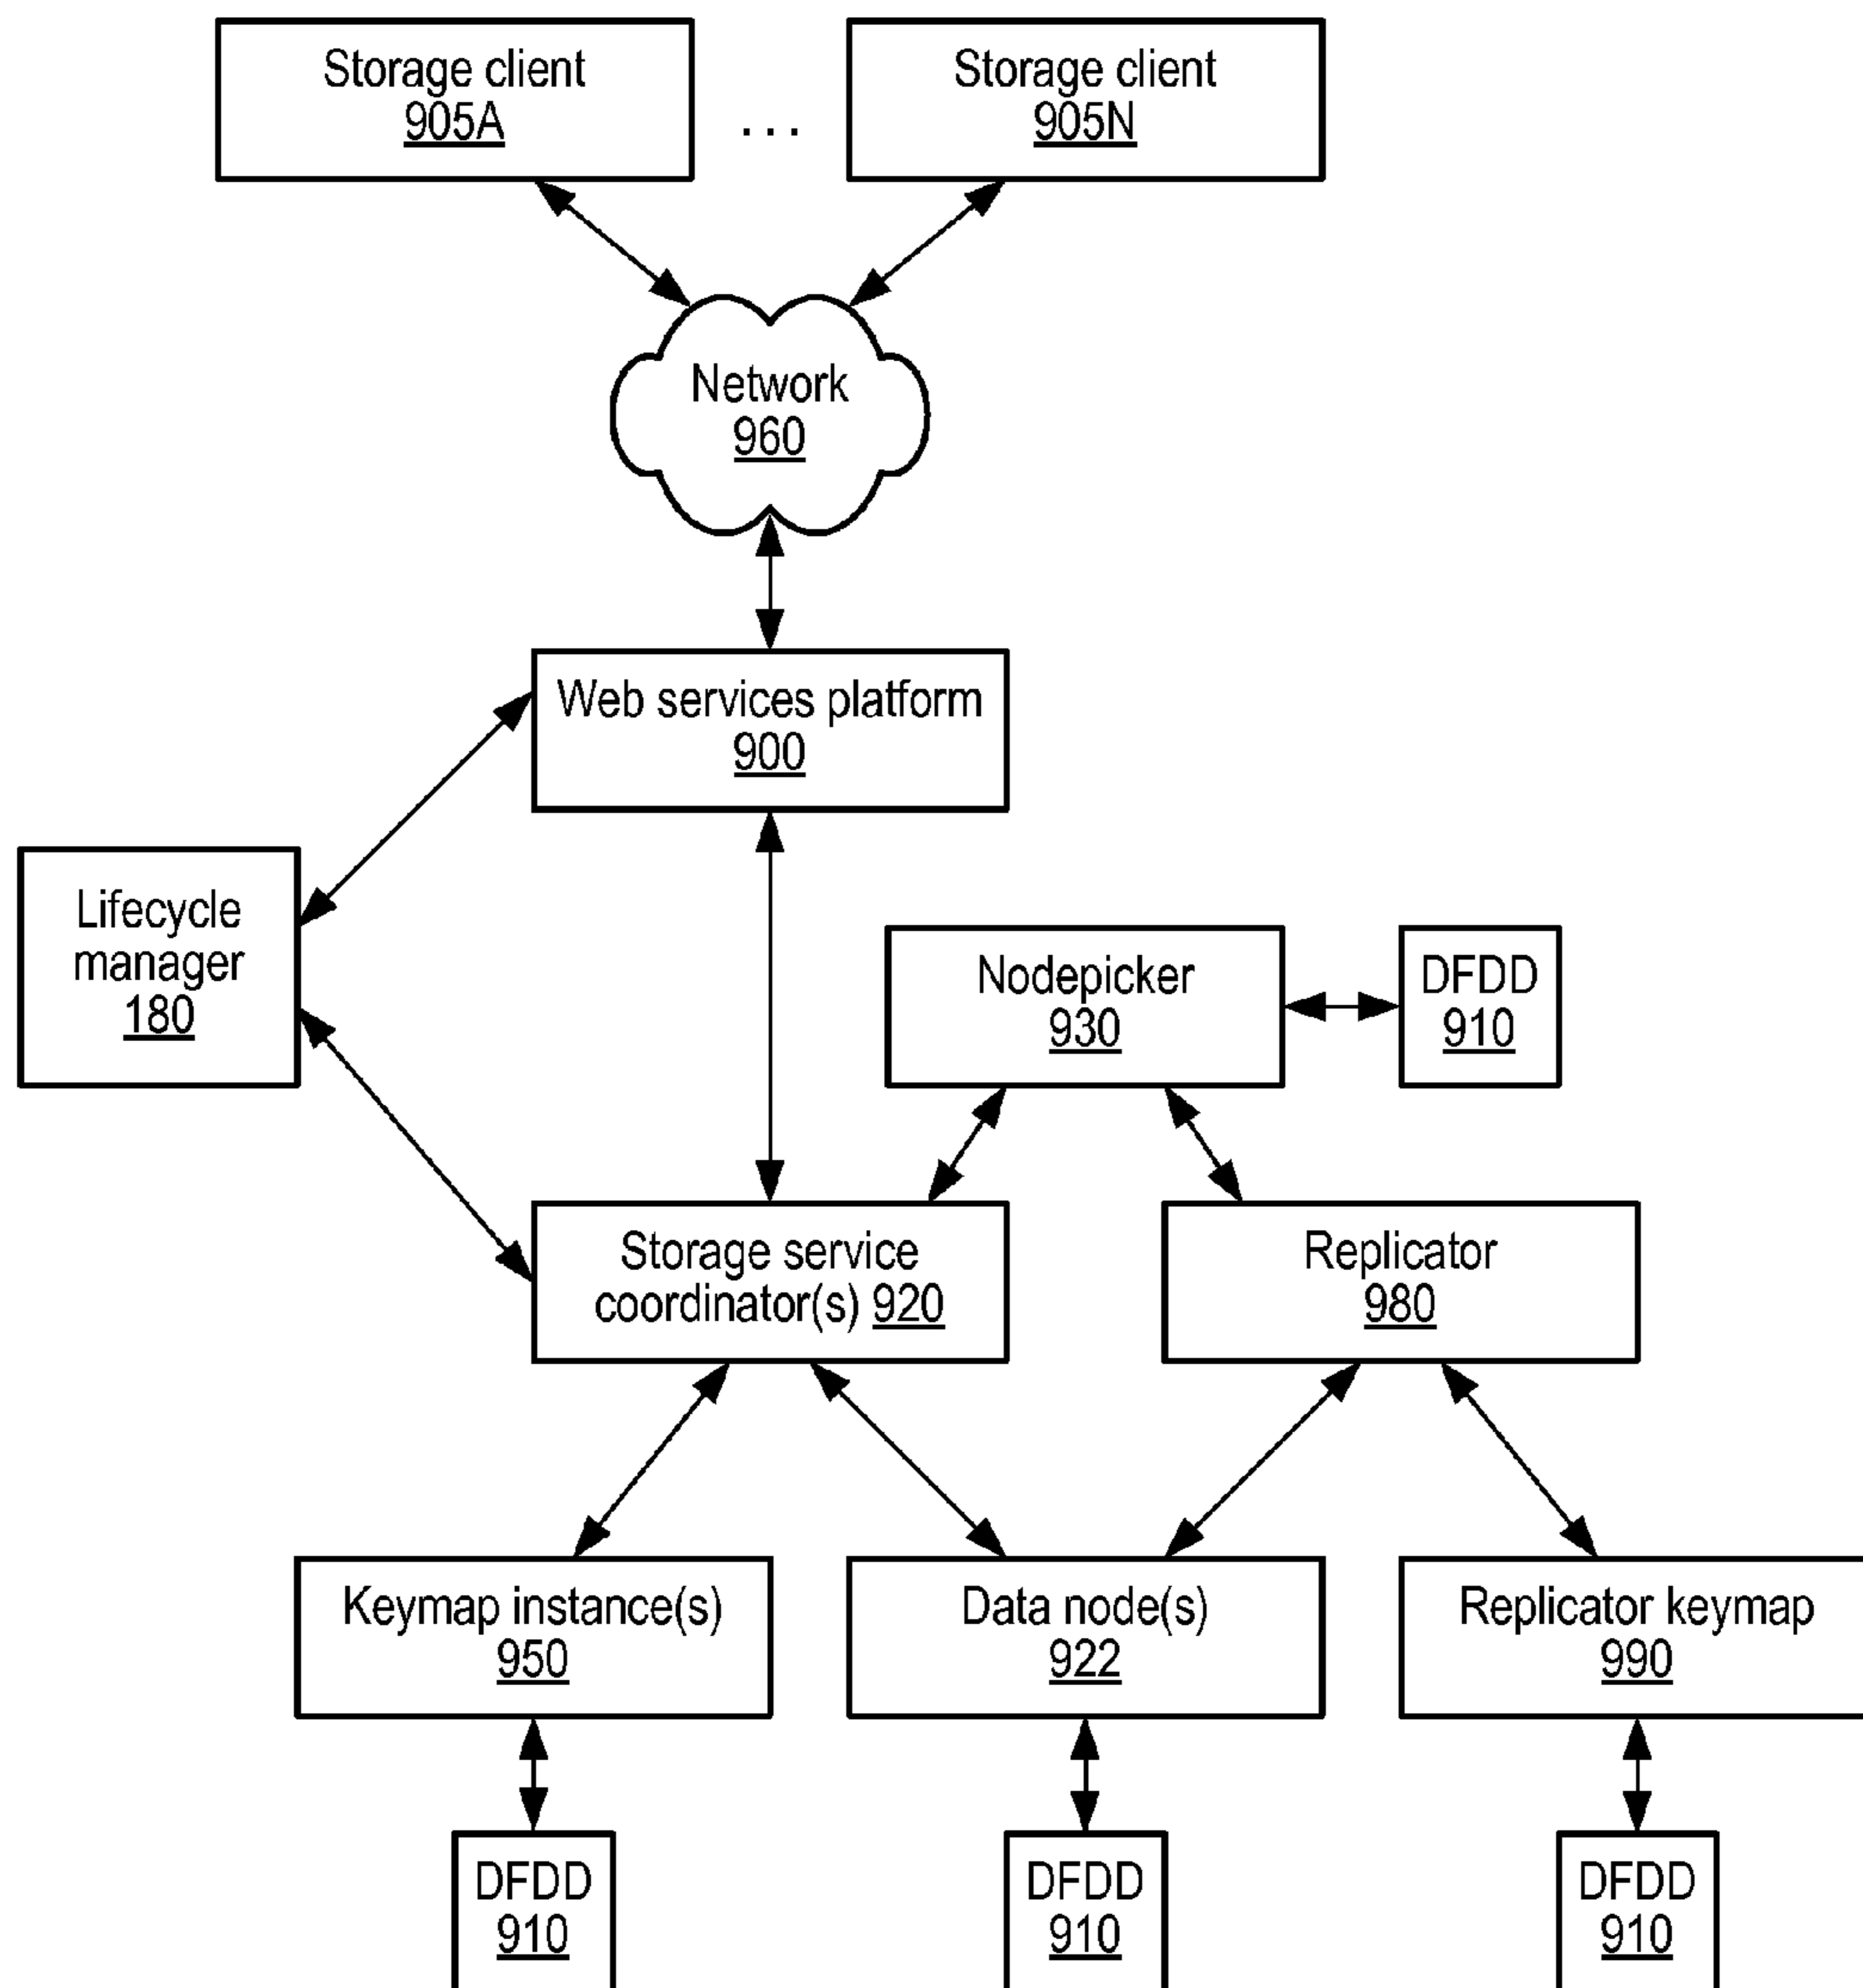 Storage client
905A
...
Storage client
905N
Network
960
Web services platform
900
Lifecycle
manager
180
Nodepicker
930
DFDD
910
Storage service
coordinator(s) 920
Replicator
980
Keymap instance(s)
950
Data node(s)
922
Replicator keymap
990
DFDD
910
DFDD
910
DFDD
910